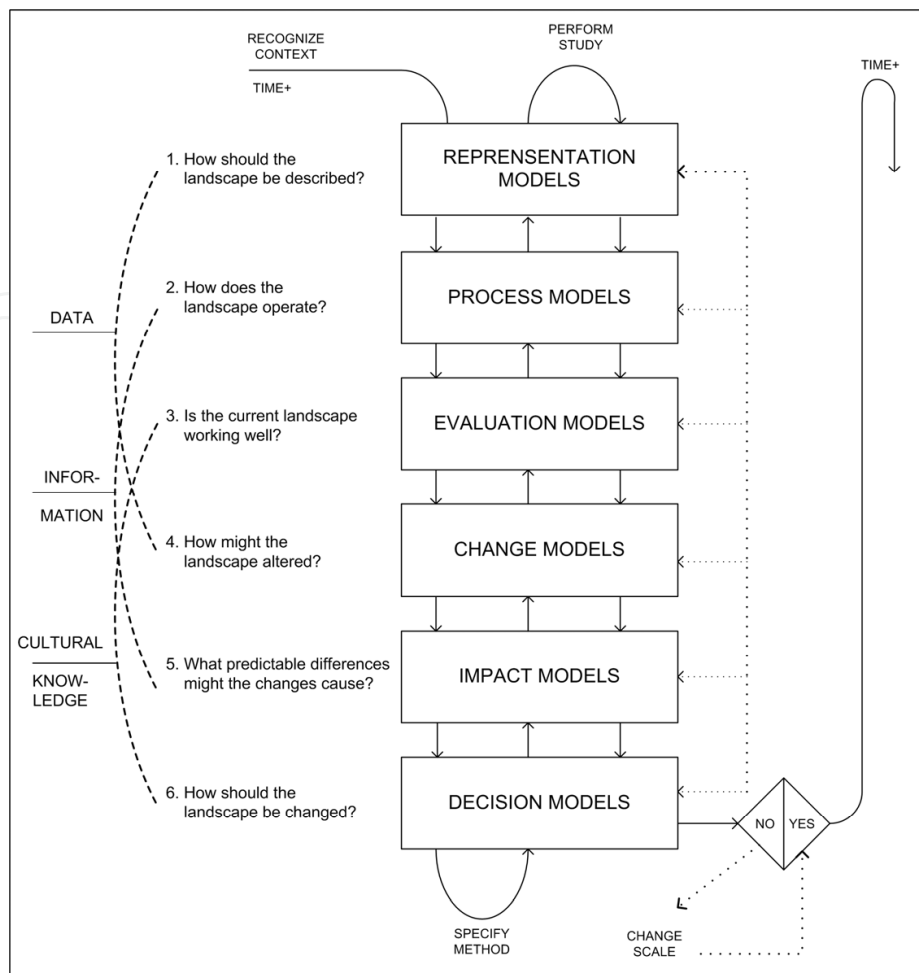 RECOGNIZE
CONTEXT
TIME+
PERFORM
STUDY
TIME+
1. How should the
landscape be described?
REPRENSENTATION
MODELS
2. How does the
landscape operate?
PROCESS MODELS
DATA
3. Is the current landscape
working well?
EVALUATION MODELS
INFOR-
MATION
4. How might the
landscape altered?
CHANGE MODELS
CULTURAL
KNOW-
LEDGE
5. What predictable differences
might the changes cause?
IMPACT MODELS
6. How should the
landscape be changed?
DECISION MODELS
NO
YES
SPECIFY
METHOD
CHANGE
SCALE